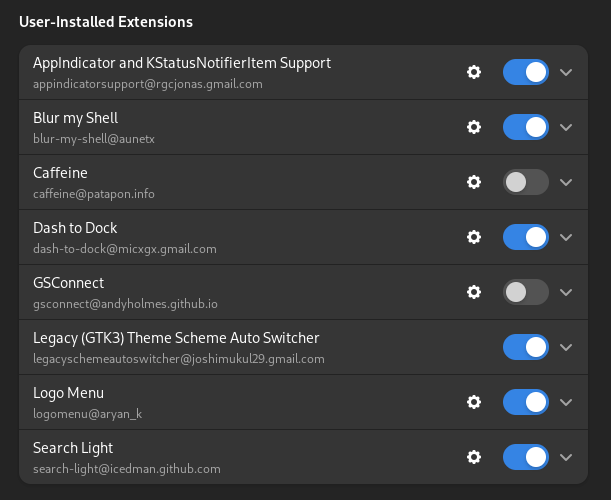 User-Installed Extensions
AppIndicator and KStatusNotifierItem Support
appindicatorsupport@rgcjonas.gmail.com
Blur my Shell
blur-my-shell@aunetx
Caffeine
caffeine@patapon.info
Dash to Dock
dash-to-dock@micxgx.gmail.com
GSConnect
gsconnect@andyholmes.github.io
Legacy (GTK3) Theme Scheme Auto Switcher
legacyschemeautoswitcher@joshimukul29.gmail.com
Logo Menu
logomenu@aryan_k
Search Light
search-light@icedman.github.com